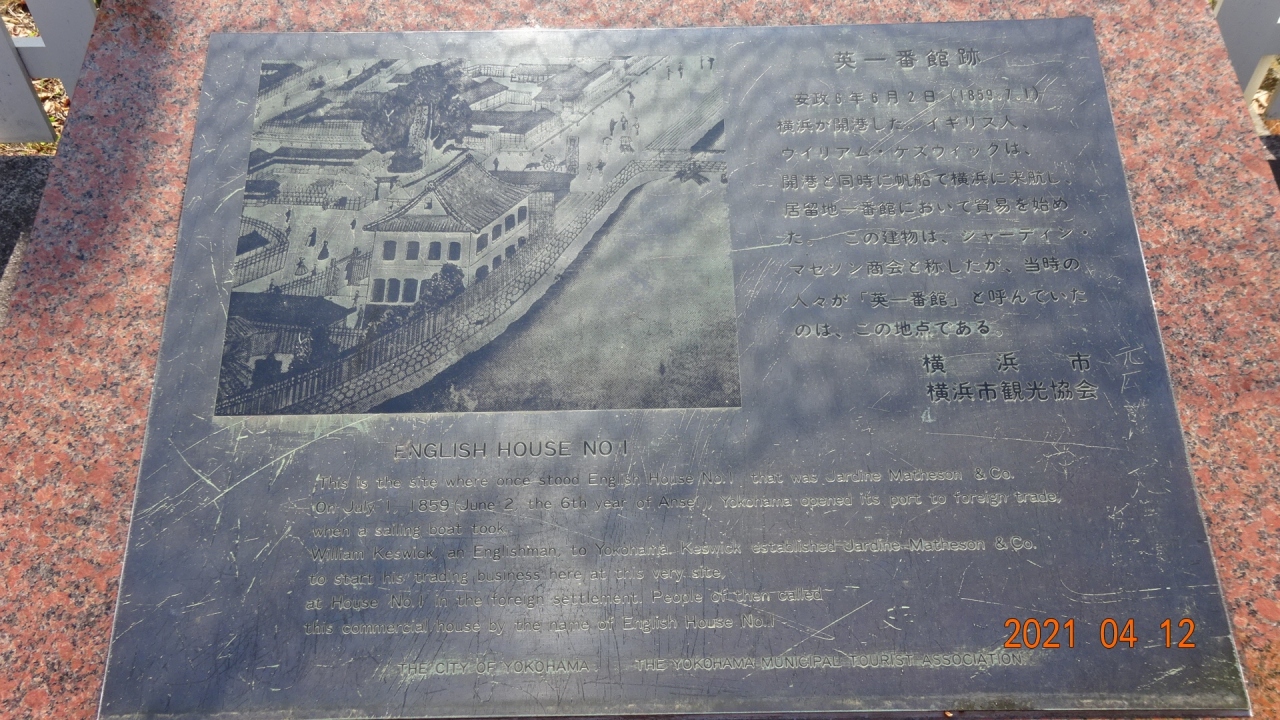 英一番館跡
安政6年6月2日 (1859.7.1)
横浜が開港した。イギリス人、
ウイリアム・ケズウィックは、
開港と同時に帆船で横浜に来航し、
居留地一番館において貿易を始め
た。 この建物は、ジャーディン・
マセソン商会と称したが、当時の
人々が「英一番館」と呼んでいた
のは、この地点である。
横 浜 市
横浜市観光協会
ENGLISH HOUSE NO 1
This is the site where once stood English House No.1, that was Jardine Matheson & Co.
On July 1, 1859 (June 2 the 6th year of Ansei), Yokohama opened its port to foreign trade,
when a sailing boat took
William Keswick, an Englishman, to Yokohama. Keswick established Jardine Matheson & Co.
to start his trading business here at this very site,
at House No.1 in the foreign settlement. People of then called
this commercial house by the name of English House No.1
THE CITY OF YOKOHAMA THE YOKOHAMA MUNICIPAL TOURIST ASSOCIATION
2021 04 12